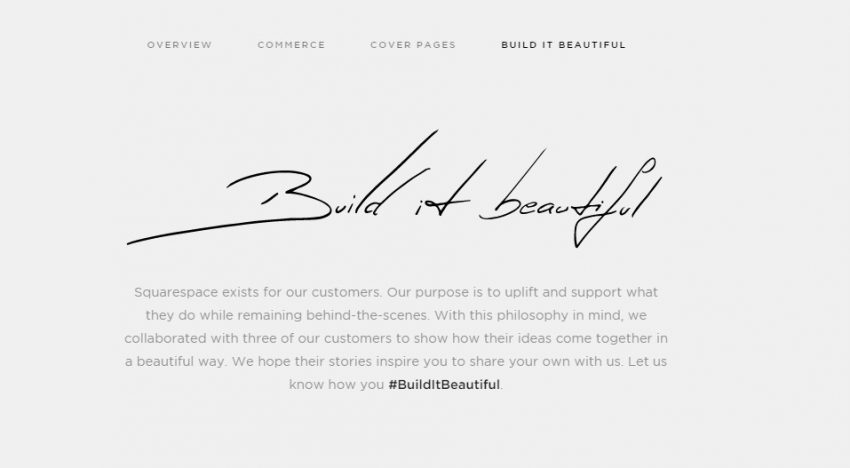 OVERVIEW COMMERCE COVER PAGES BUILD IT BEAUTIFUL
Build it beautiful
Squarespace exists for our customers. Our purpose is to uplift and support what
they do while remaining behind-the-scenes. With this philosophy in mind, we
collaborated with three of our customers to show how their ideas come together in
a beautiful way. We hope their stories inspire you to share your own with us. Let us
know how you #BuildItBeautiful.